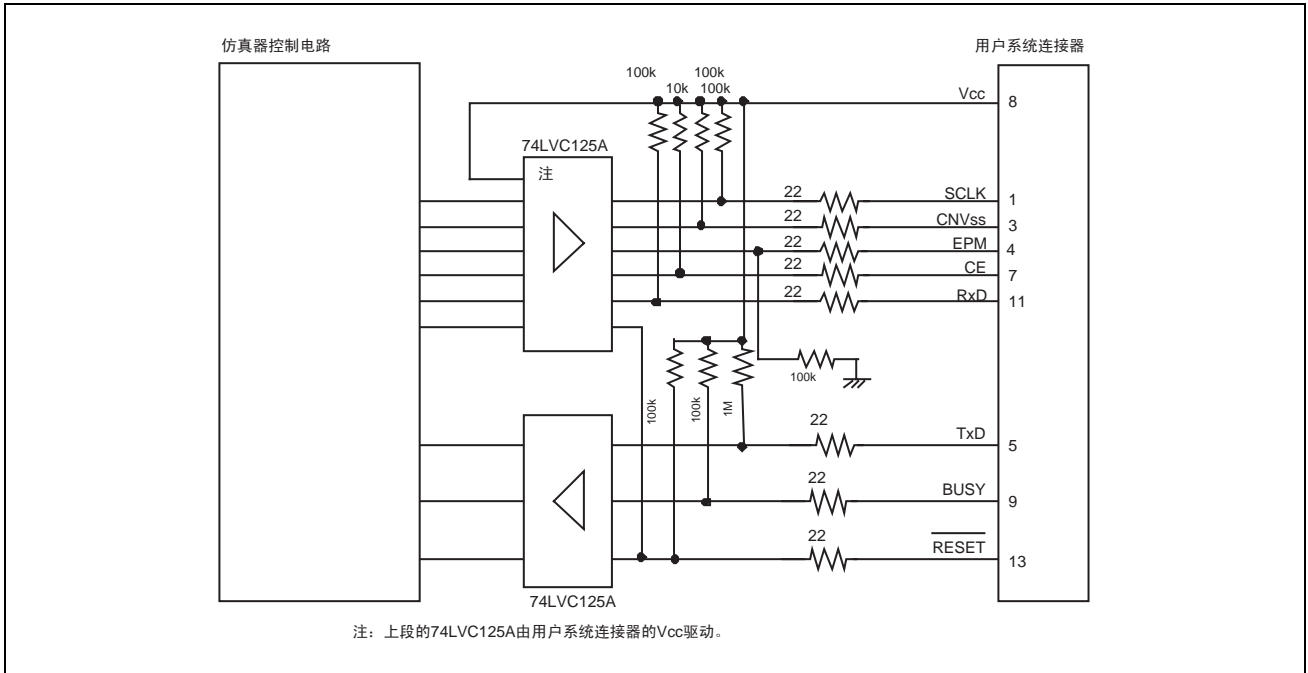 仿真器控制电路
用户系统连接器
100k
100k
10k
100k
Vcc
8
74LVC125A
注
22
SCLK
1
22
CNVss
3
22
EPM
4
22
CE
7
22
RxD
11
100k
100k
100k
1M
22
TxD
5
22
BUSY
9
22
RESET
13
74LVC125A
注：上段的74LVC125A由用户系统连接器的Vcc驱动。